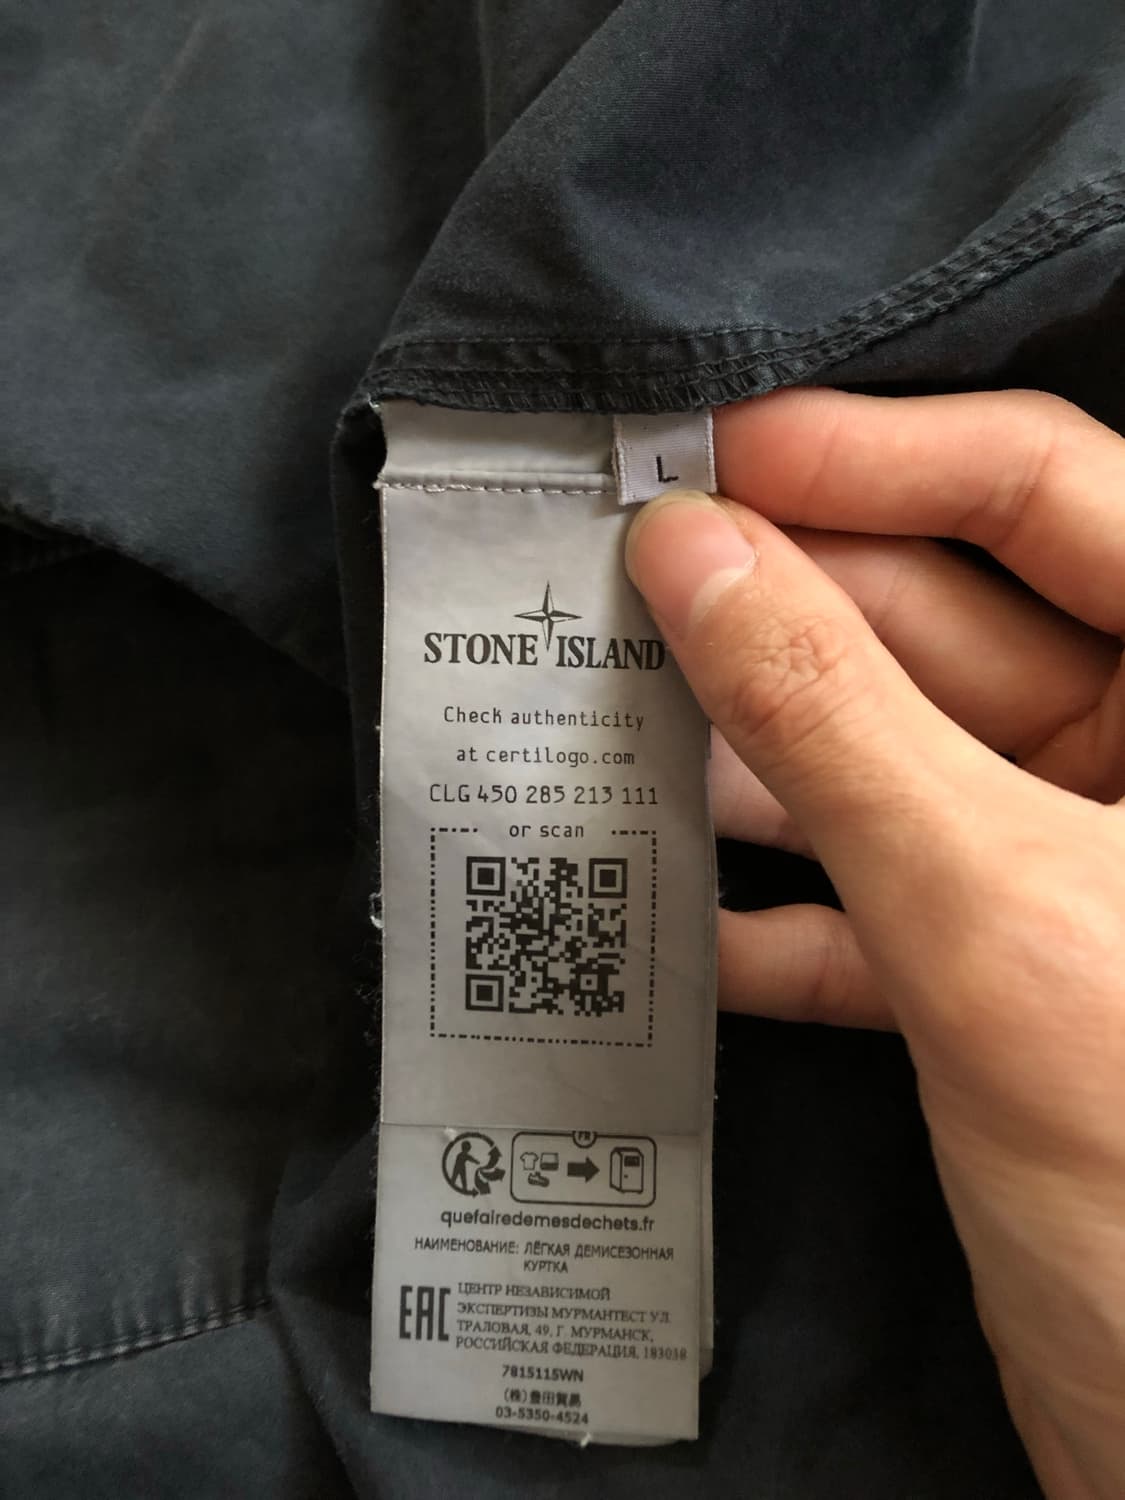 L
STONE ISLAND
Check authenticity
at certilogo.com
CLG 450 285 213 111
or scan
FR
quefairedemesdechets.fr
НАИМЕНОВАНИЕ: ЛЁГКАЯ ДЕМИСЕЗОННАЯ
КУРТКА
EAC
ЦЕНТР НЕЗАВИСИМОЙ
ЭКСПЕРТИЗЫ МУРМАНТЕСТ УЛ.
ТРАЛОВАЯ, 49, Г. МУРМАНСК,
РОССИЙСКАЯ ФЕДЕРАЦИЯ, 183038
7815115WN
(株)豊田貿易
03-5350-4524